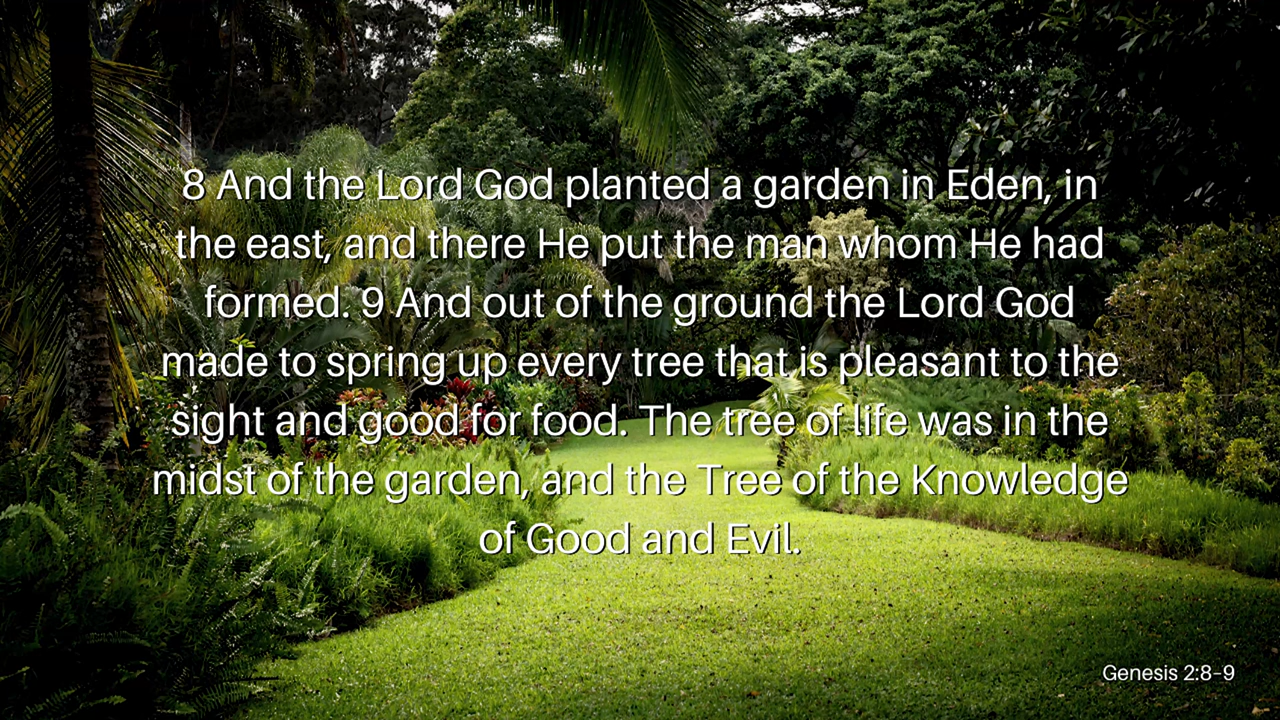 8 And the Lord God planted a garden in Eden, in
the east, and there He put the man whom He had
formed. 9 And out of the ground the Lord God
made to spring up every tree that is pleasant to the
sight and good for food. The tree of life was in the
midst of the garden, and the Tree of the Knowledge
of Good and Evil.
Genesis 2:8–9